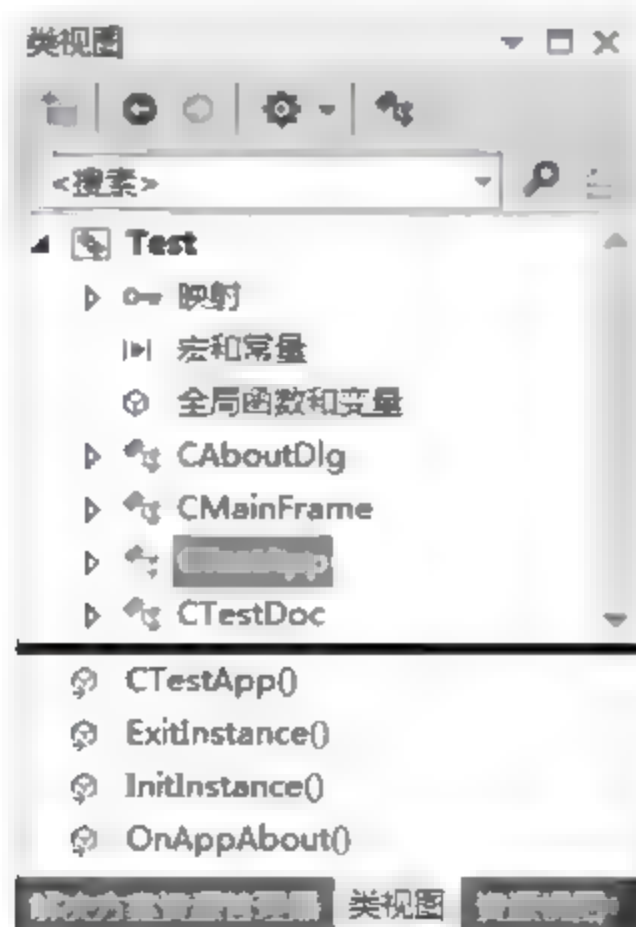 类视图
<搜索>
Test
映射
宏和常量
全局函数和变量
CAboutDlg
CMainFrame
CTestDoc
CTestApp()
ExitInstance()
InitInstance()
OnAppAbout()
类视图